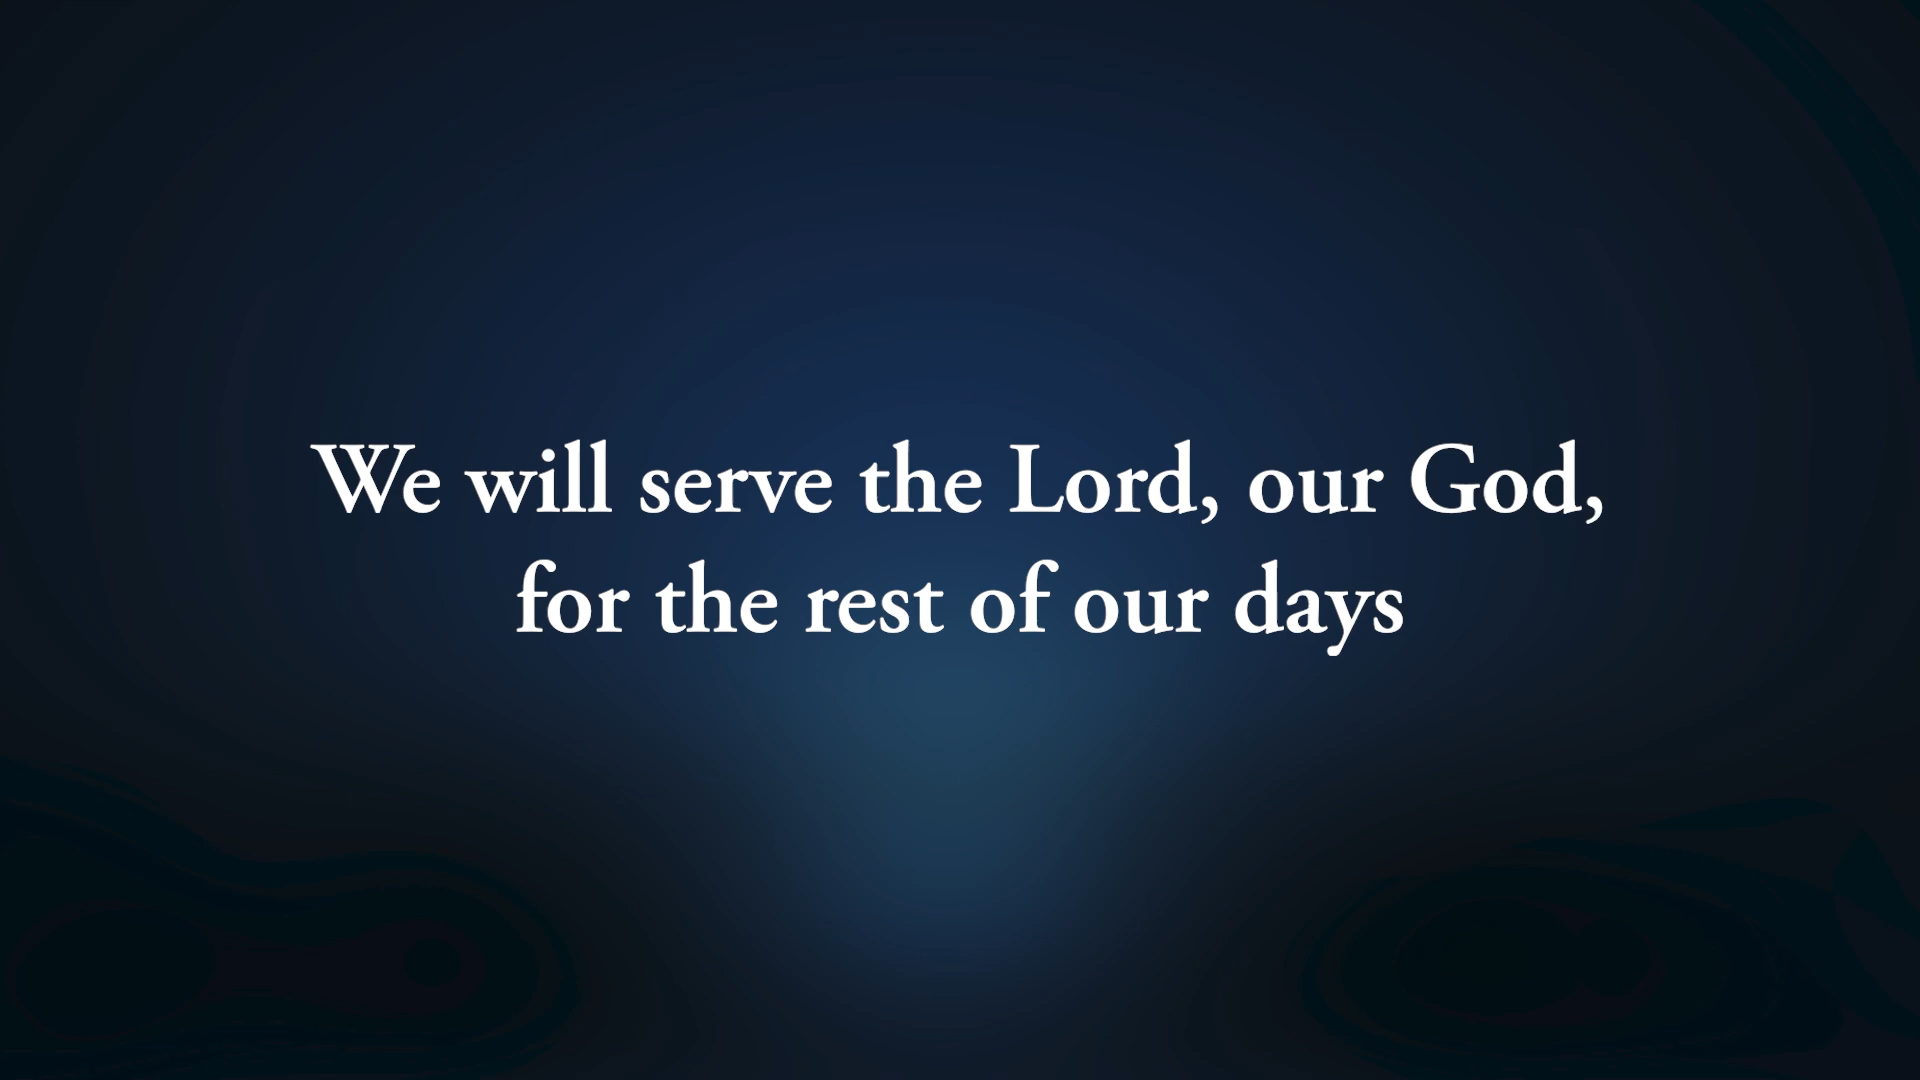 We will serve the Lord, our God,
for the rest of our days